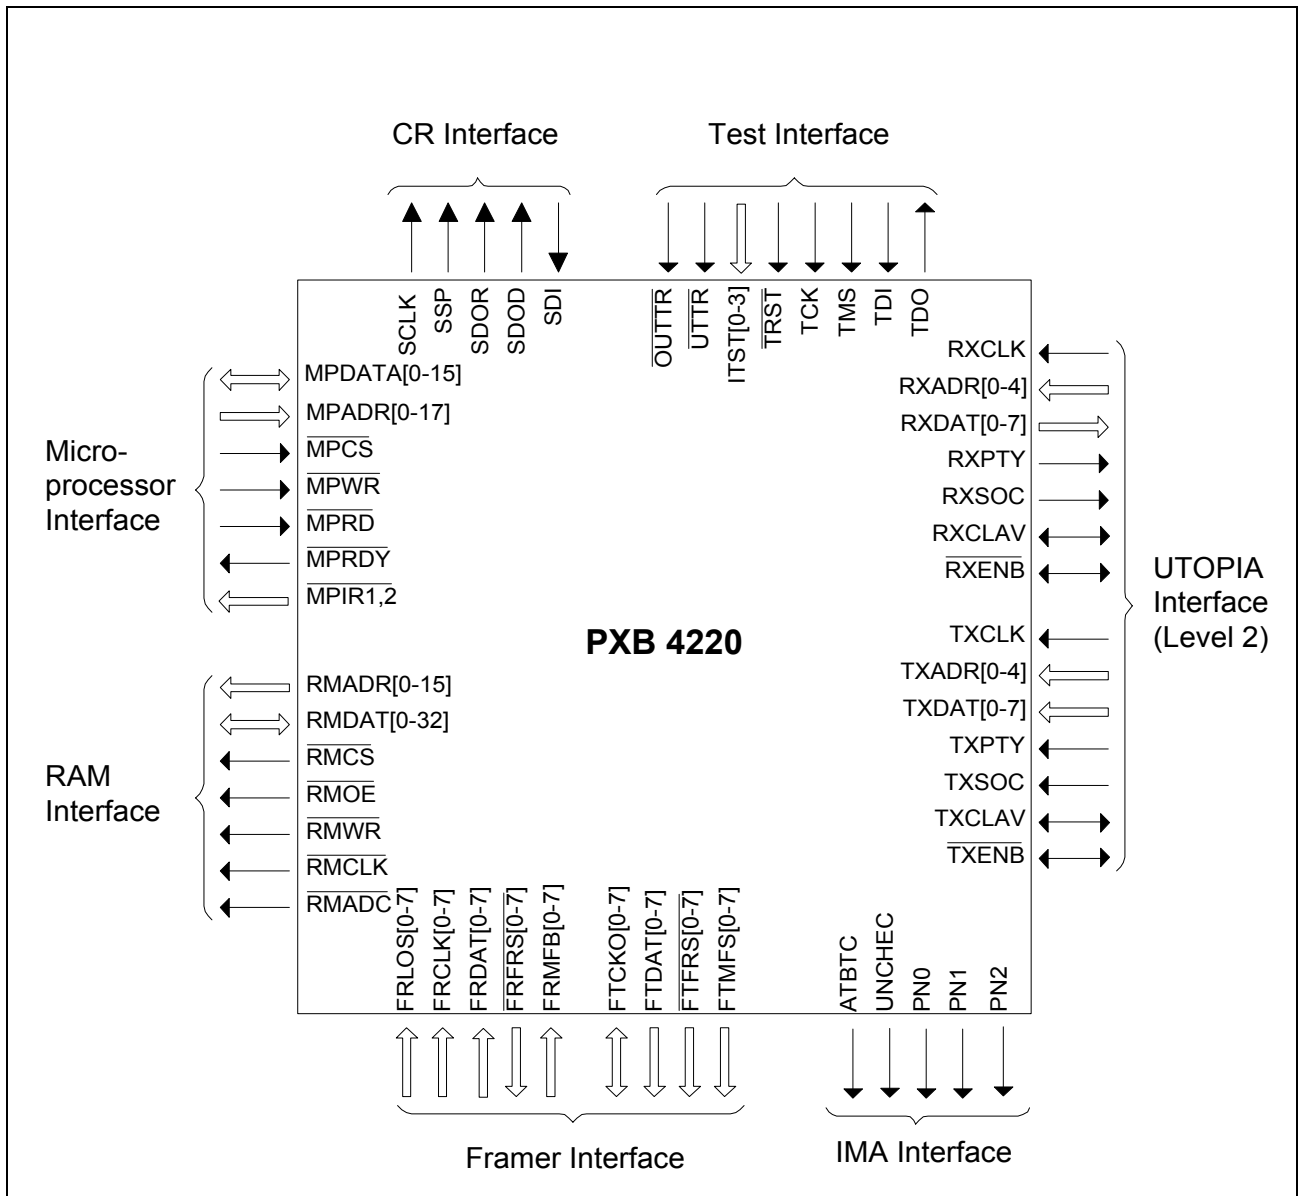 CR Interface
Test Interface
SCLK
SSP
SDOR
SDOD
SDI
OUTTR
UTTR
ITST[0-3]
TRST
TCK
TMS
TDI
TDO
Micro-
processor
Interface
MPDATA[0-15]
MPADR[0-17]
MPCS
MPWR
MPRD
MPRDY
MPIR1,2
RAM
Interface
RMADR[0-15]
RMDAT[0-32]
RMCS
RMOE
RMWR
RMCLK
RMADC
PXB 4220
RXCLK
RXADR[0-4]
RXDAT[0-7]
RXPTY
RXSOC
RXCLAV
RXENB
TXCLK
TXADR[0-4]
TXDAT[0-7]
TXPTY
TXSOC
TXCLAV
TXENB
UTOPIA
Interface
(Level 2)
FRLOS[0-7]
FRCLK[0-7]
FRDAT[0-7]
FRFRS[0-7]
FRMFB[0-7]
FTCKO[0-7]
FTDAT[0-7]
FTFRS[0-7]
FTMFS[0-7]
ATBTC
UNCHEC
PN0
PN1
PN2
Framer Interface
IMA Interface